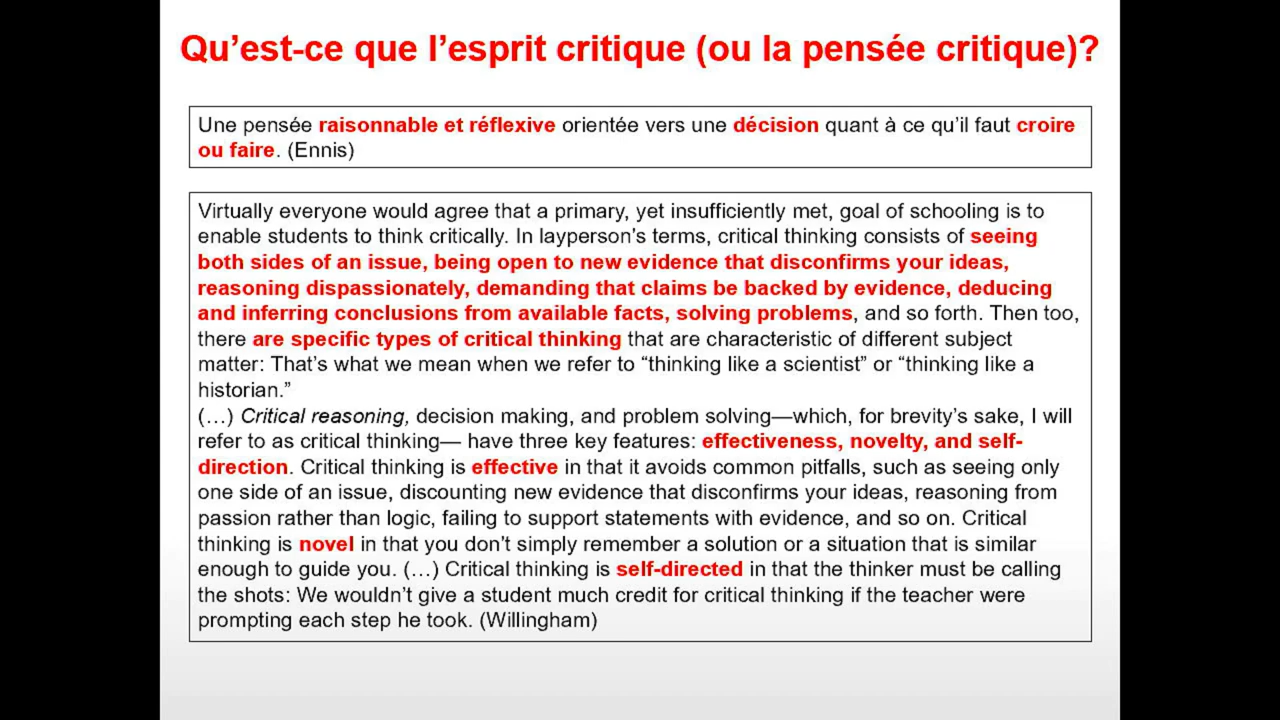 Qu’est-ce que l’esprit critique (ou la pensée critique)?
Une pensée raisonnable et réflexive orientée vers une décision quant à ce qu’il faut croire
ou faire. (Ennis)
Virtually everyone would agree that a primary, yet insufficiently met, goal of schooling is to
enable students to think critically. In layperson’s terms, critical thinking consists of seeing
both sides of an issue, being open to new evidence that disconfirms your ideas,
reasoning dispassionately, demanding that claims be backed by evidence, deducing
and inferring conclusions from available facts, solving problems, and so forth. Then too,
there are specific types of critical thinking that are characteristic of different subject
matter: That’s what we mean when we refer to “thinking like a scientist” or “thinking like a
historian.”
(…) Critical reasoning, decision making, and problem solving—which, for brevity’s sake, I will
refer to as critical thinking— have three key features: effectiveness, novelty, and self-
direction. Critical thinking is effective in that it avoids common pitfalls, such as seeing only
one side of an issue, discounting new evidence that disconfirms your ideas, reasoning from
passion rather than logic, failing to support statements with evidence, and so on. Critical
thinking is novel in that you don’t simply remember a solution or a situation that is similar
enough to guide you. (…) Critical thinking is self-directed in that the thinker must be calling
the shots: We wouldn’t give a student much credit for critical thinking if the teacher were
prompting each step he took. (Willingham)